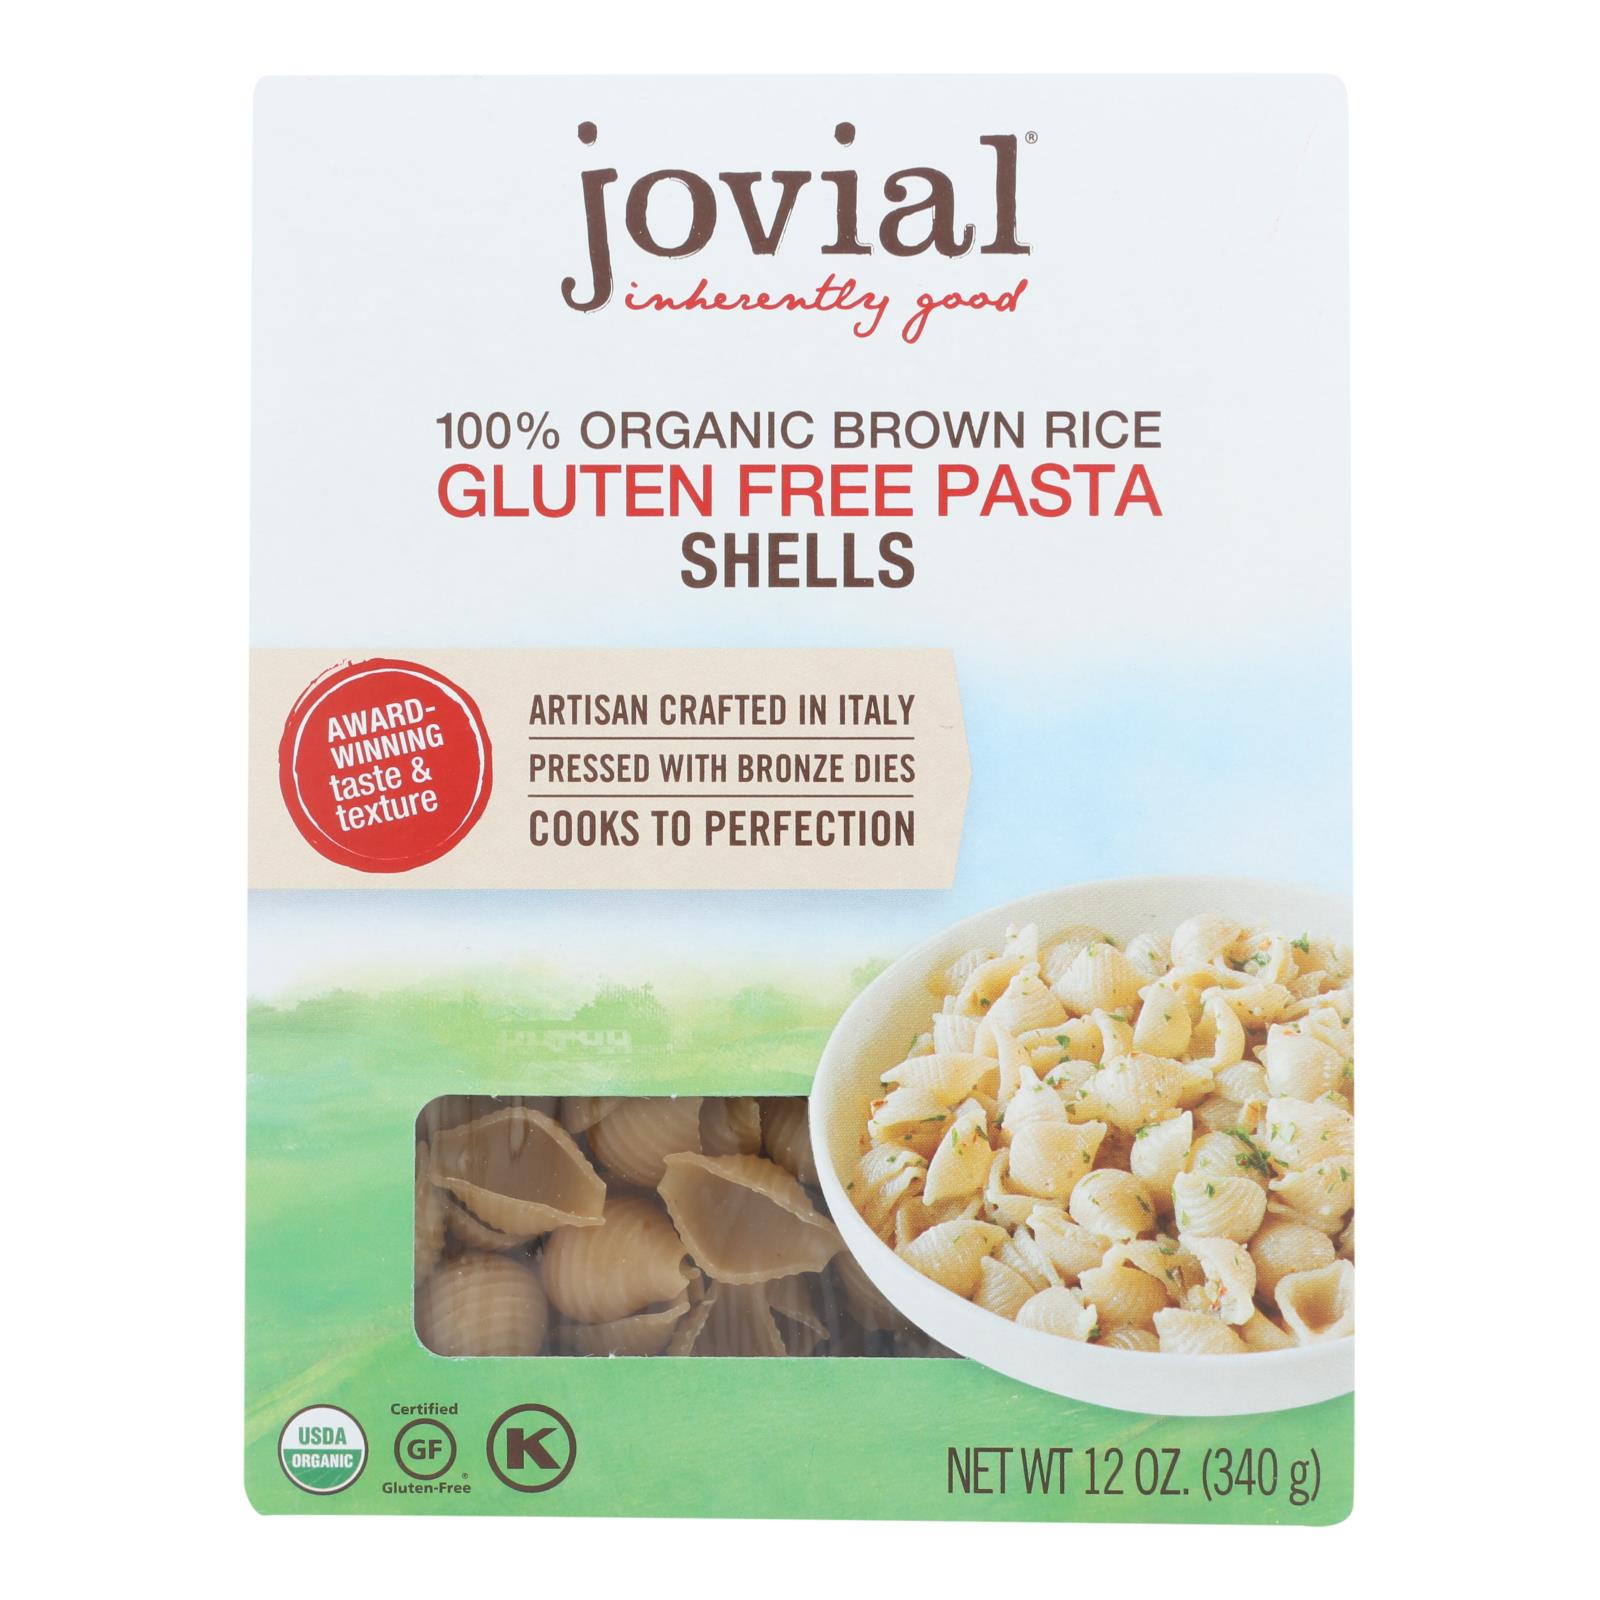 jovial®
inherently good
100% ORGANIC BROWN RICE
GLUTEN FREE PASTA
SHELLS
AWARD-
WINNING
taste &
texture
ARTISAN CRAFTED IN ITALY
PRESSED WITH BRONZE DIES
COOKS TO PERFECTION
USDA
ORGANIC
Certified
GF
Gluten-Free®
K
NET WT 12 OZ. (340 g)